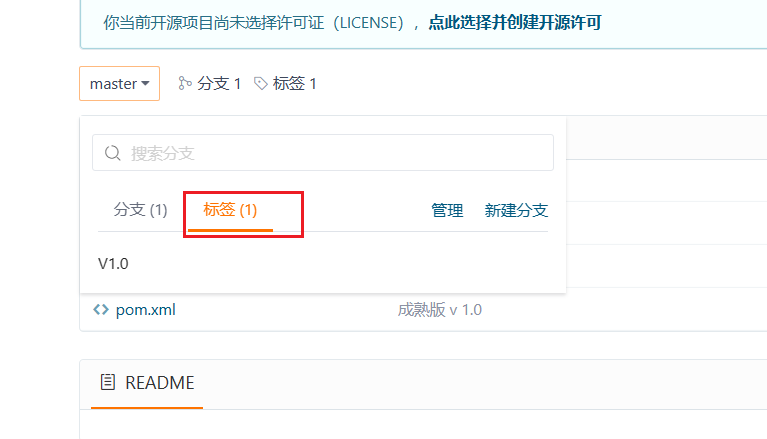 你当前开源项目尚未选择许可证（LICENSE），点此选择并创建开源许可
master 分支 1 标签 1
搜索分支
分支 (1) 标签 (1) 管理 新建分支
V1.0
pom.xml 成熟版 v 1.0
README